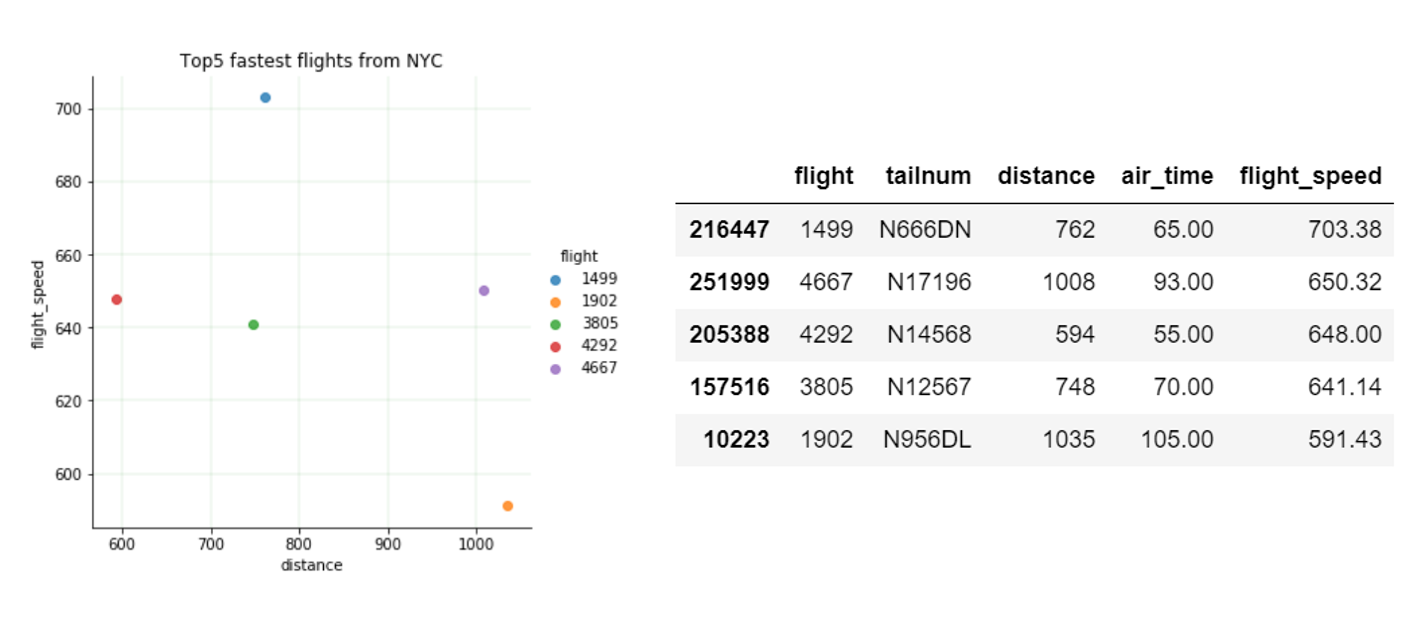 Top5 fastest flights from NYC
700
680
660
640
620
600
flight_speed
600 700 800 900 1000
distance
flight
1499
1902
3805
4292
4667
flight tailnum distance air_time flight_speed
216447 1499 N666DN 762 65.00 703.38
251999 4667 N17196 1008 93.00 650.32
205388 4292 N14568 594 55.00 648.00
157516 3805 N12567 748 70.00 641.14
10223 1902 N956DL 1035 105.00 591.43